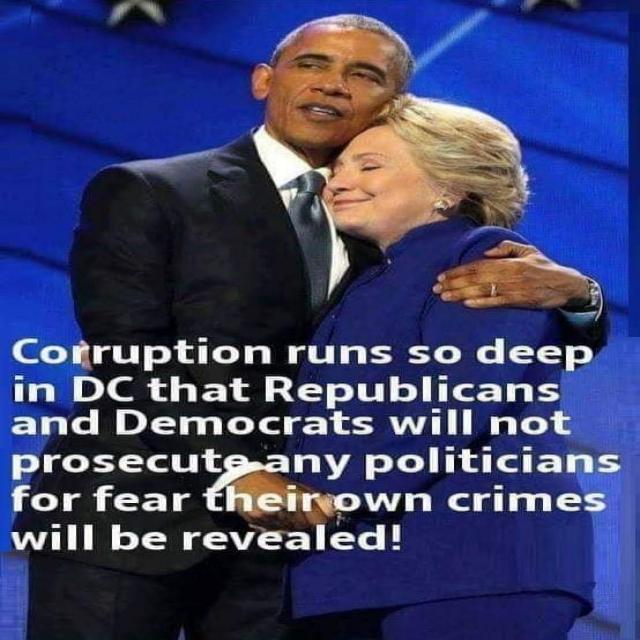 Corruption runs so deep
in DC that Republicans
and Democrats will not
prosecute any politicians
for fear their own crimes
will be revealed!